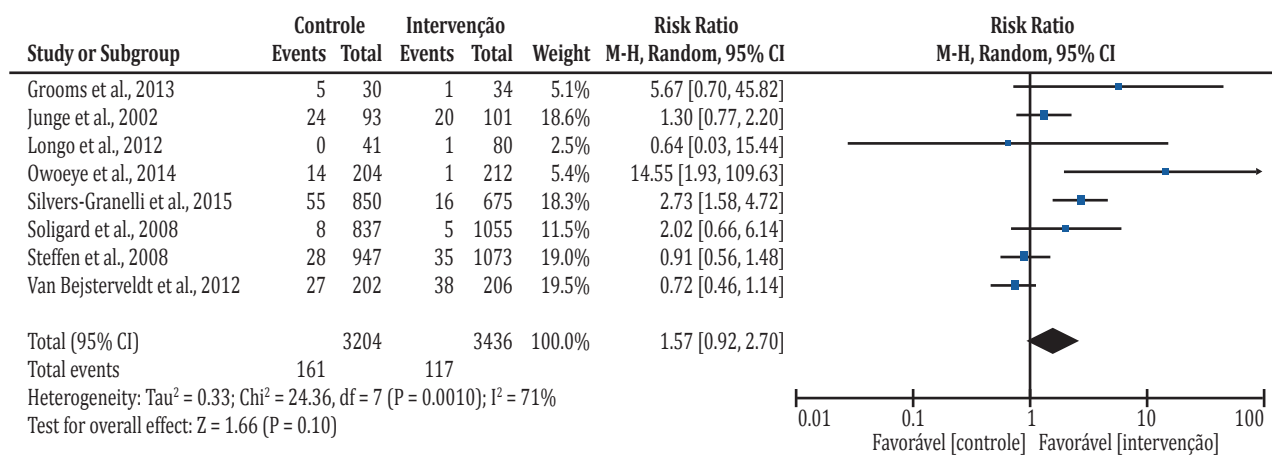 Controle Intervenção Risk Ratio Risk Ratio
Study or Subgroup Events Total Events Total Weight M-H, Random, 95% CI M-H, Random, 95% CI
Grooms et al., 2013 5 30 1 34 5.1% 5.67 [0.70, 45.82]
Junge et al., 2002 24 93 20 101 18.6% 1.30 [0.77, 2.20]
Longo et al., 2012 0 41 1 80 2.5% 0.64 [0.03, 15.44]
Owoeye et al., 2014 14 204 1 212 5.4% 14.55 [1.93, 109.63]
Silvers-Granelli et al., 2015 55 850 16 675 18.3% 2.73 [1.58, 4.72]
Soligard et al., 2008 8 837 5 1055 11.5% 2.02 [0.66, 6.14]
Steffen et al., 2008 28 947 35 1073 19.0% 0.91 [0.56, 1.48]
Van Bejsterveldt et al., 2012 27 202 38 206 19.5% 0.72 [0.46, 1.14]
Total (95% CI) 3204 3436 100.0% 1.57 [0.92, 2.70]
Total events 161 117
Heterogeneity: Tau² = 0.33; Chi² = 24.36, df = 7 (P = 0.0010); I² = 71%
Test for overall effect: Z = 1.66 (P = 0.10)
0.01 0.1 1 10 100
Favorável [controle] Favorável [intervenção]